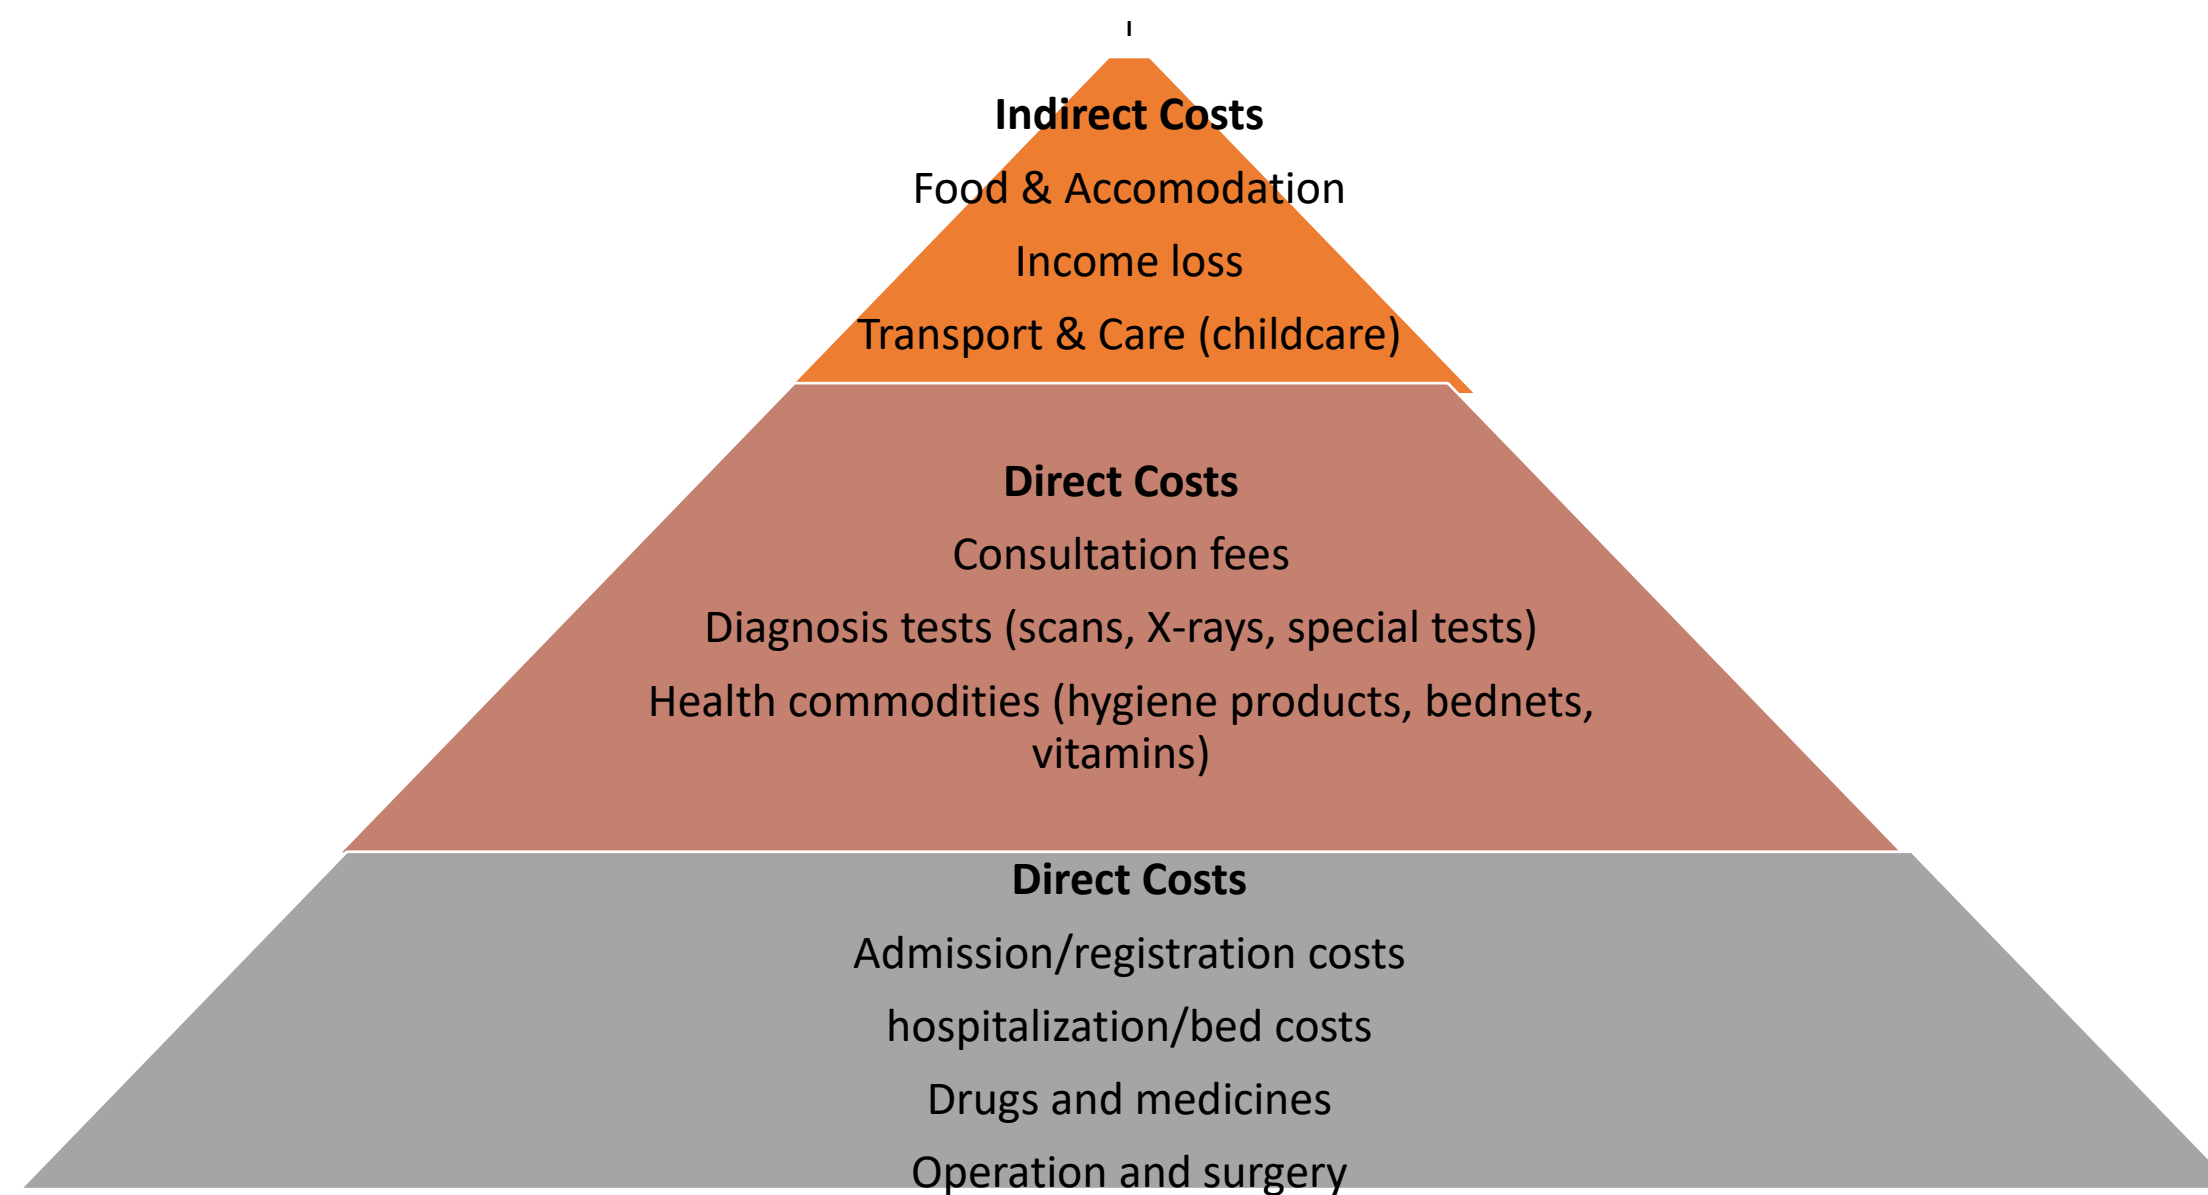 Indirect Costs
Food & Accomodation
Income loss
Transport & Care (childcare)
Direct Costs
Consultation fees
Diagnosis tests (scans, X-rays, special tests)
Health commodities (hygiene products, bednets,
vitamins)
Direct Costs
Admission/registration costs
hospitalization/bed costs
Drugs and medicines
Operation and surgery